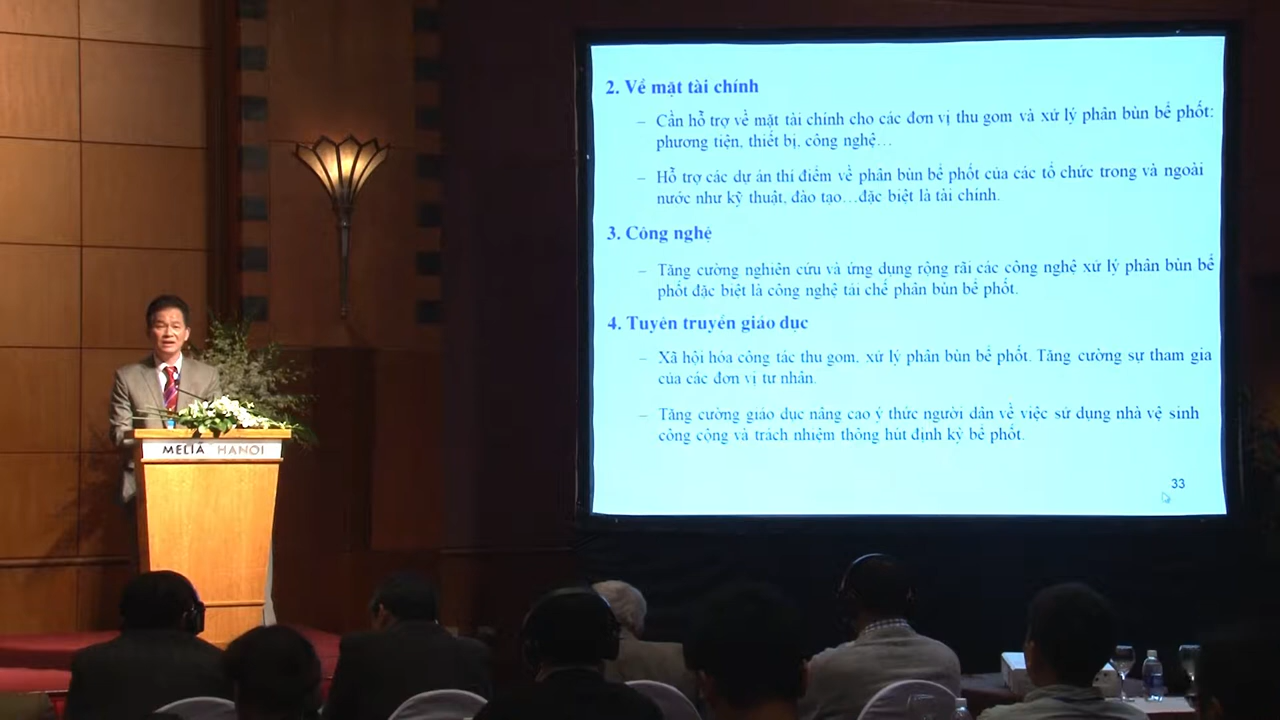 2. Về mặt tài chính
– Cần hỗ trợ về mặt tài chính cho các đơn vị thu gom và xử lý phân bùn bể phốt:
phương tiện, thiết bị, công nghệ…
– Hỗ trợ các dự án thí điểm về phân bùn bể phốt của các tổ chức trong và ngoài
nước như kỹ thuật, đào tạo…đặc biệt là tài chính.
3. Công nghệ
– Tăng cường nghiên cứu và ứng dụng rộng rãi các công nghệ xử lý phân bùn bể
phốt đặc biệt là công nghệ tái chế phân bùn bể phốt.
4. Tuyên truyền giáo dục
– Xã hội hóa công tác thu gom, xử lý phân bùn bể phốt. Tăng cường sự tham gia
của các đơn vị tư nhân.
– Tăng cường giáo dục nâng cao ý thức người dân về việc sử dụng nhà vệ sinh
công cộng và trách nhiệm thông hút định kỳ bể phốt.
33
MELIÃ HANOI